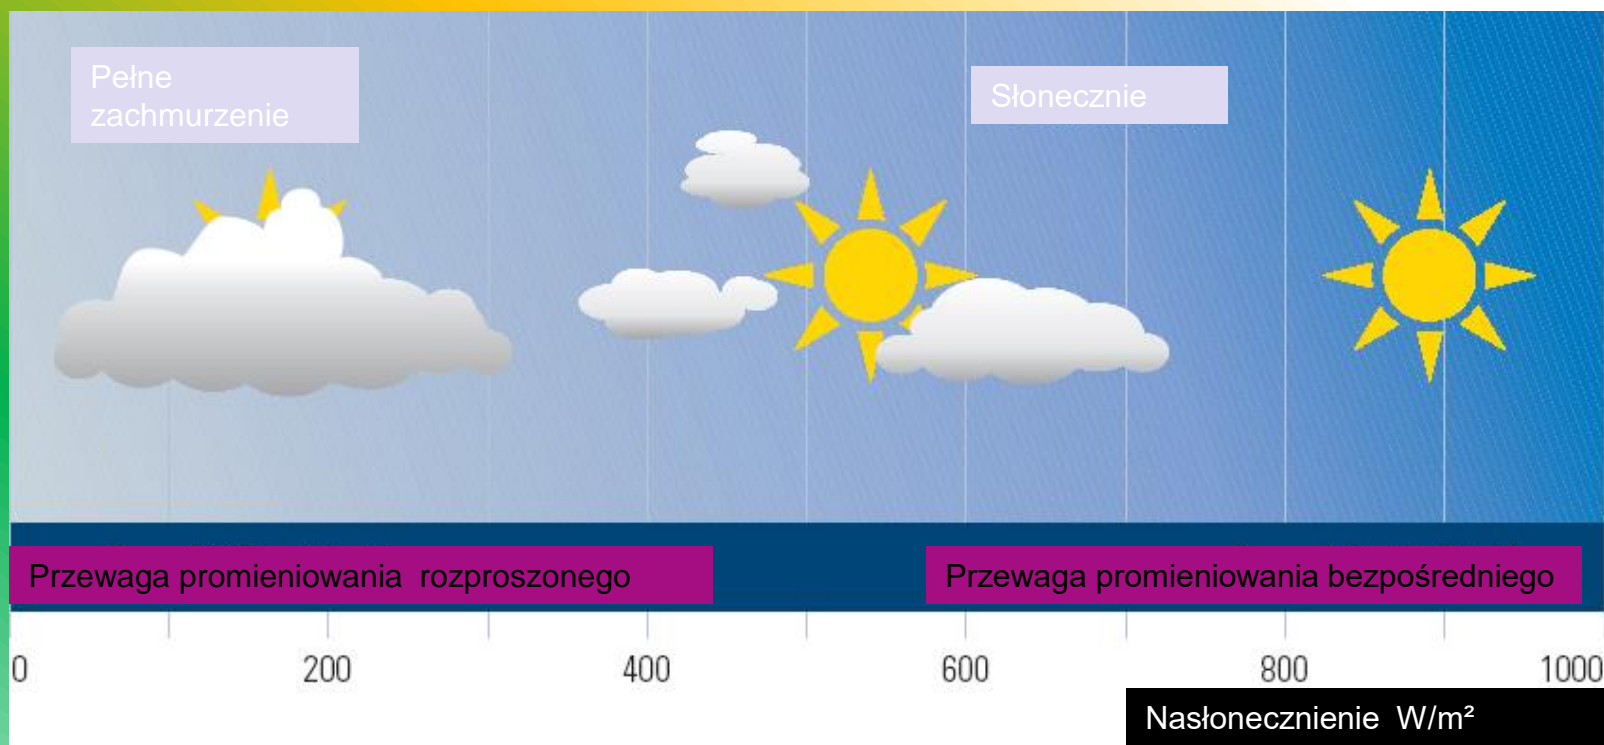 Pełne
zachmurzenie
Słonecznie
Przewaga promieniowania  rozproszonego
Przewaga promieniowania bezpośredniego
0 200 400 600 800 1000
Nasłonecznienie  W/m²